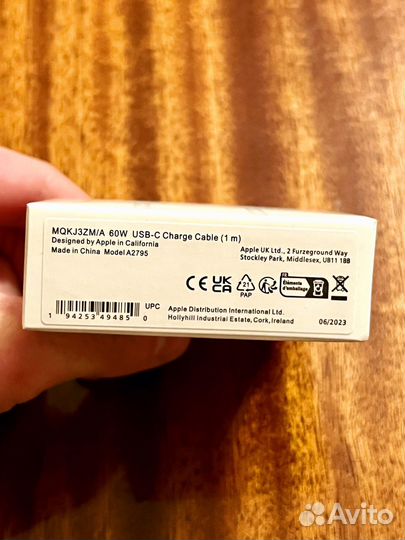 MQKJ3ZM/A 60W USB-C Charge Cable (1 m)
Designed by Apple in California
Made in China Model A2795
Apple UK Ltd., 2 Furzeground Way
Stockley Park, Middlesex, UB11 1BB
CE UK CA
21
PAP
Éléments
d'emballage
UPC
1 94253 49485 0
Apple Distribution International Ltd.
Hollyhill Industrial Estate, Cork, Ireland
06/2023
Avito